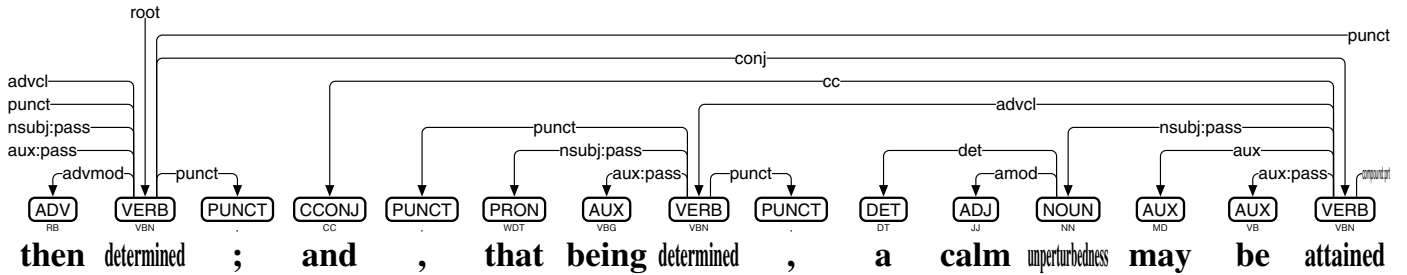 root
punct
conj
advcl cc
punct advcl
nsubj:pass punct nsubj:pass
aux:pass nsubj:pass det aux
advmod punct aux:pass punct amod aux:pass compound:prt
ADV VERB PUNCT CCONJ PUNCT PRON AUX VERB PUNCT DET ADJ NOUN AUX AUX VERB
RB VBN . CC . WDT VBG VBN . DT JJ NN MD VB VBN
then determined ; and , that being determined , a calm unperturbedness may be attained